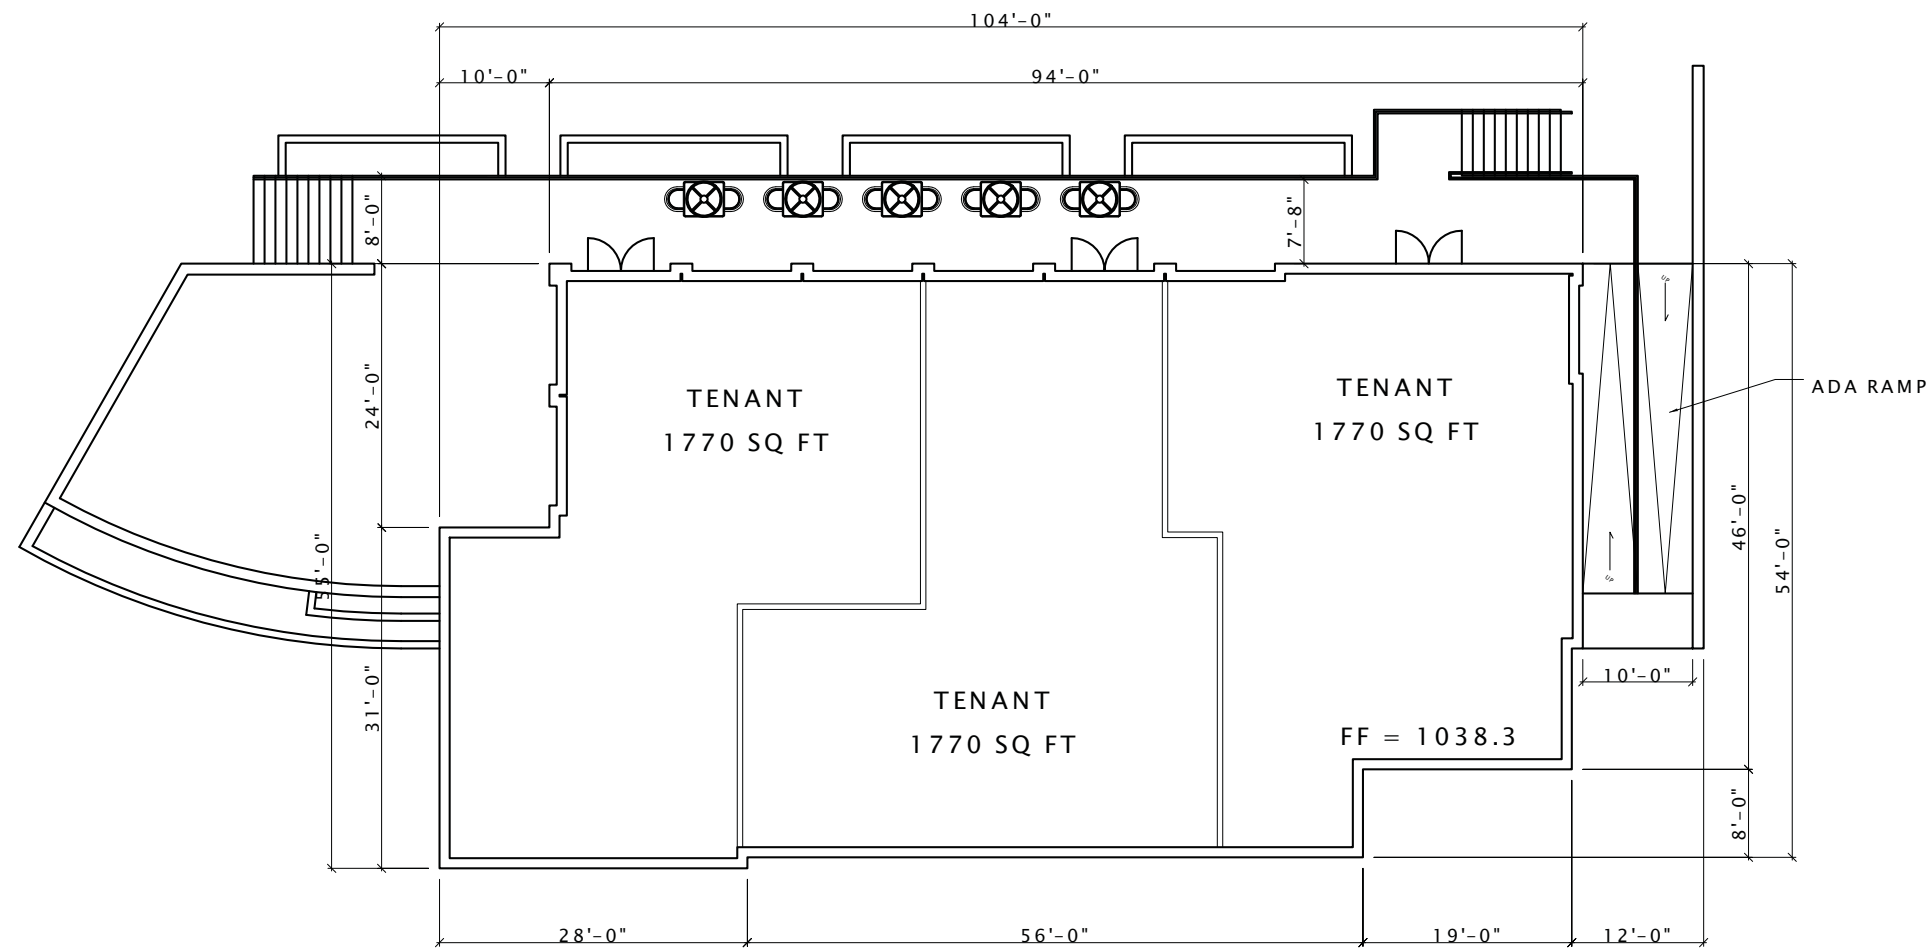 104'-0"
10'-0"
94'-0"
8'-0"
7'-8"
UP
24'-0"
TENANT
1770 SQ FT
TENANT
1770 SQ FT
ADA RAMP
46'-0"
54'-0"
55'-0"
UP
31'-0"
10'-0"
TENANT
1770 SQ FT
FF = 1038.3
8'-0"
28'-0"
56'-0"
19'-0"
12'-0"